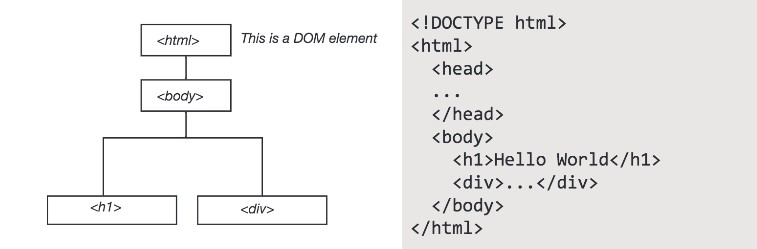 <html> This is a DOM element
<body>
<h1> <div>
<!DOCTYPE html>
<html>
<head>
...
</head>
<body>
<h1>Hello World</h1>
<div>...</div>
</body>
</html>